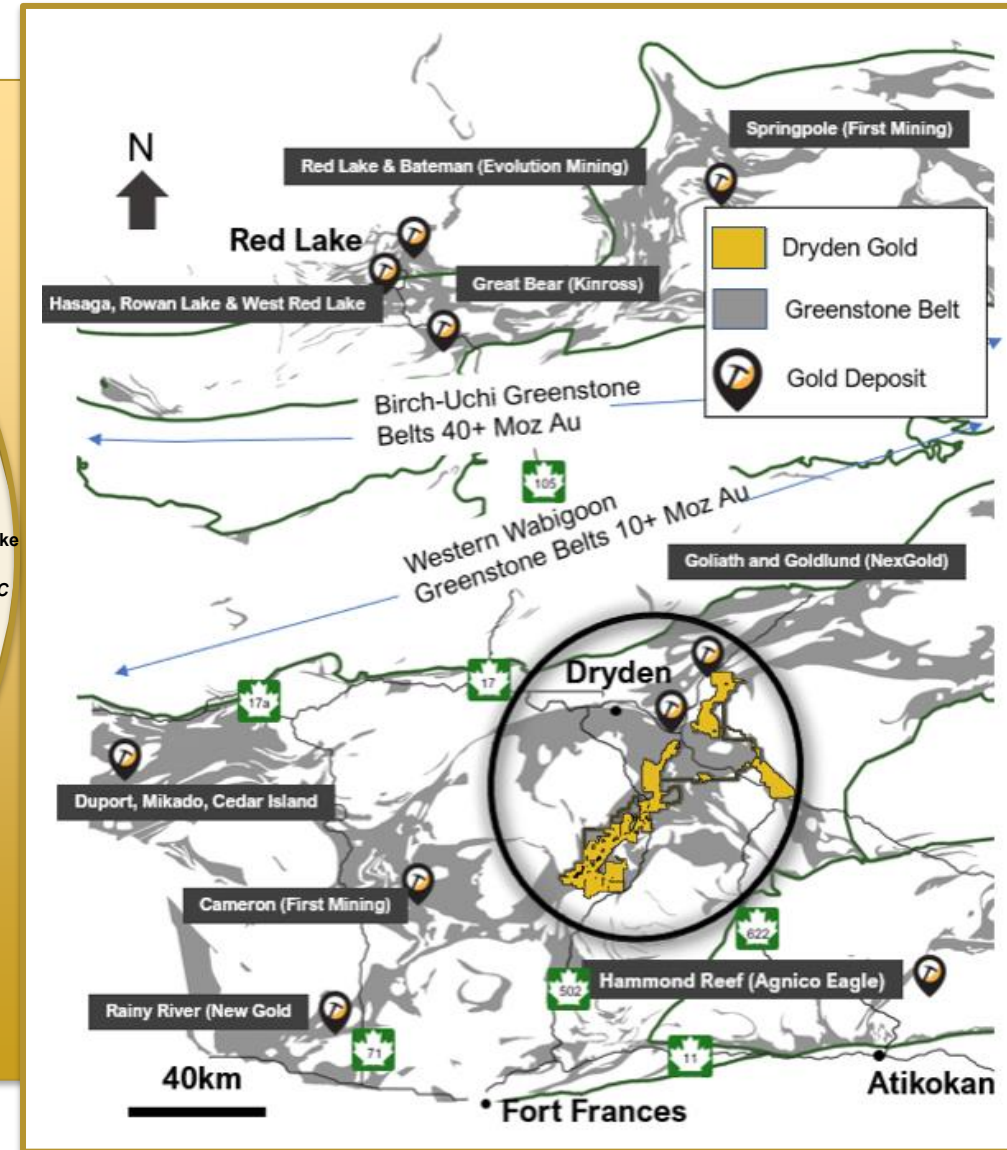 N
Springpole (First Mining)
Red Lake & Bateman (Evolution Mining)
Red Lake
Great Bear (Kinross)
Hasaga, Rowan Lake & West Red Lake
Dryden Gold
Greenstone Belt
Gold Deposit
Birch-Uchi Greenstone
Belts 40+ Moz Au
105
Western Wabigoon
Greenstone Belts 10+ Moz Au
ke
c
Goliath and Goldlund (NexGold)
Dryden
17
17a
Duport, Mikado, Cedar Island
Cameron (First Mining)
622
Hammond Reef (Agnico Eagle)
502
Rainy River (New Gold
71
11
40km
Atikokan
Fort Frances